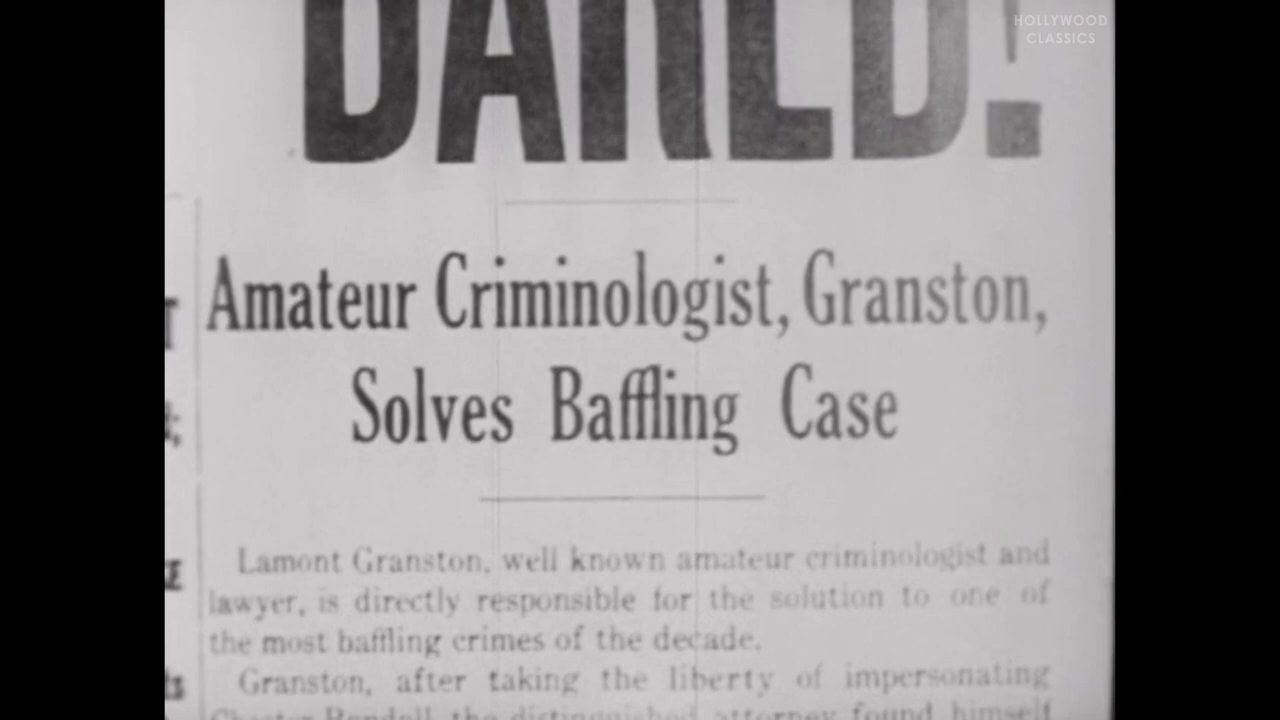 HOLLYWOOD
CLASSICS
Amateur Criminologist, Granston,
Solves Baffling Case
Lamont Granston, well known amateur criminologist and
lawyer, is directly responsible for the solution to one of
the most baffling crimes of the decade.
Granston, after taking the liberty of impersonating